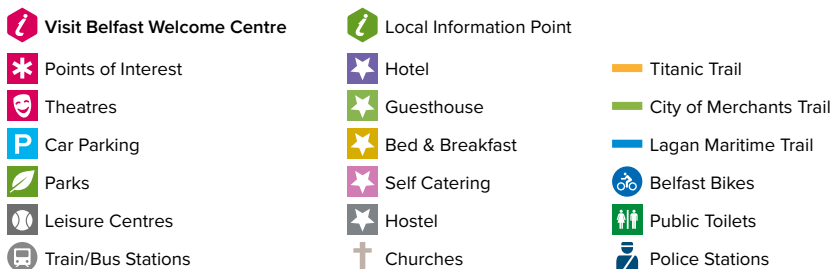 Visit Belfast Welcome Centre
Points of Interest
Theatres
P Car Parking
Parks
Leisure Centres
Train/Bus Stations
i Local Information Point
Hotel
Guesthouse
Bed & Breakfast
Self Catering
Hostel
Churches
Titanic Trail
City of Merchants Trail
Lagan Maritime Trail
Belfast Bikes
Public Toilets
Police Stations